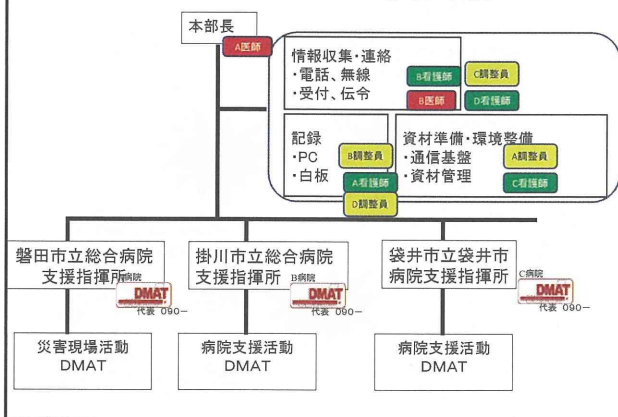 本部長
A医師
情報収集・連絡
・電話、無線
・受付、伝令
B看護師
C調整員
B医師
D看護師
記録
・PC
・白板
B調整員
A看護師
D調整員
資材準備・環境整備
・通信基盤
・資材管理
A調整員
C看護師
磐田市立総合病院
支援指揮所
病院
DMAT
代表 090－
掛川市立総合病院
支援指揮所
B病院
DMAT
代表 090－
袋井市立袋井市
病院支援指揮所
C病院
DMAT
代表 090－
災害現場活動
DMAT
病院支援活動
DMAT
病院支援活動
DMAT